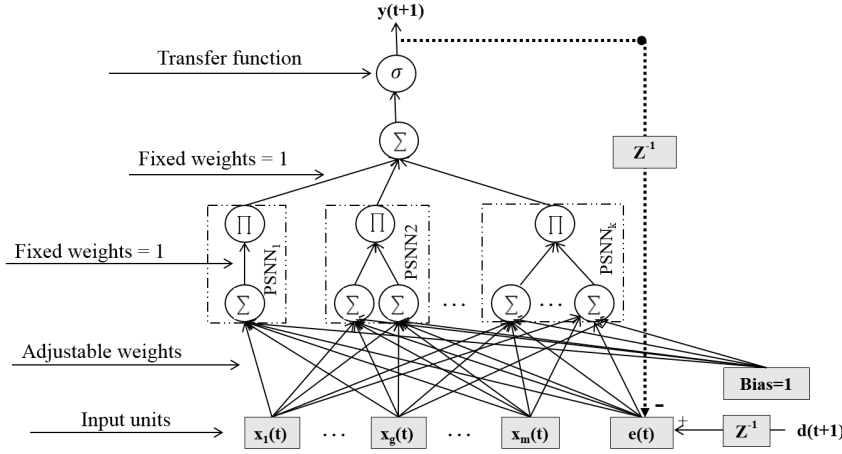 y(t+1)
Transfer function
σ
∑
Z⁻¹
Fixed weights = 1
∏ ∏ ∏
PSNN₁ PSNN2 PSNNₖ
Fixed weights = 1
∑ ∑ ∑ ... ∑ ... ∑
Adjustable weights
Bias=1
Input units
x₁(t) ... x_g(t) ... xₘ(t) e(t) - + Z⁻¹ d(t+1)